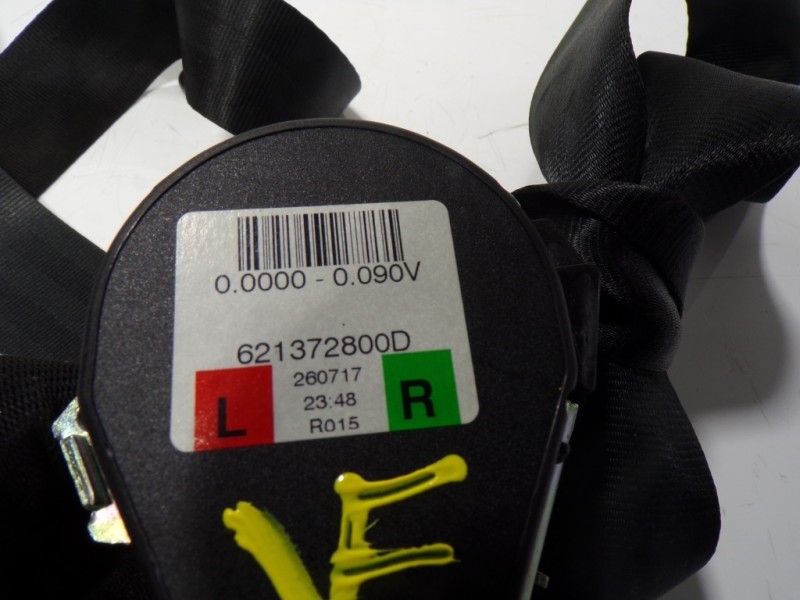 0.0000 - 0.090V
621372800D
L 260717 R
23:48
R015